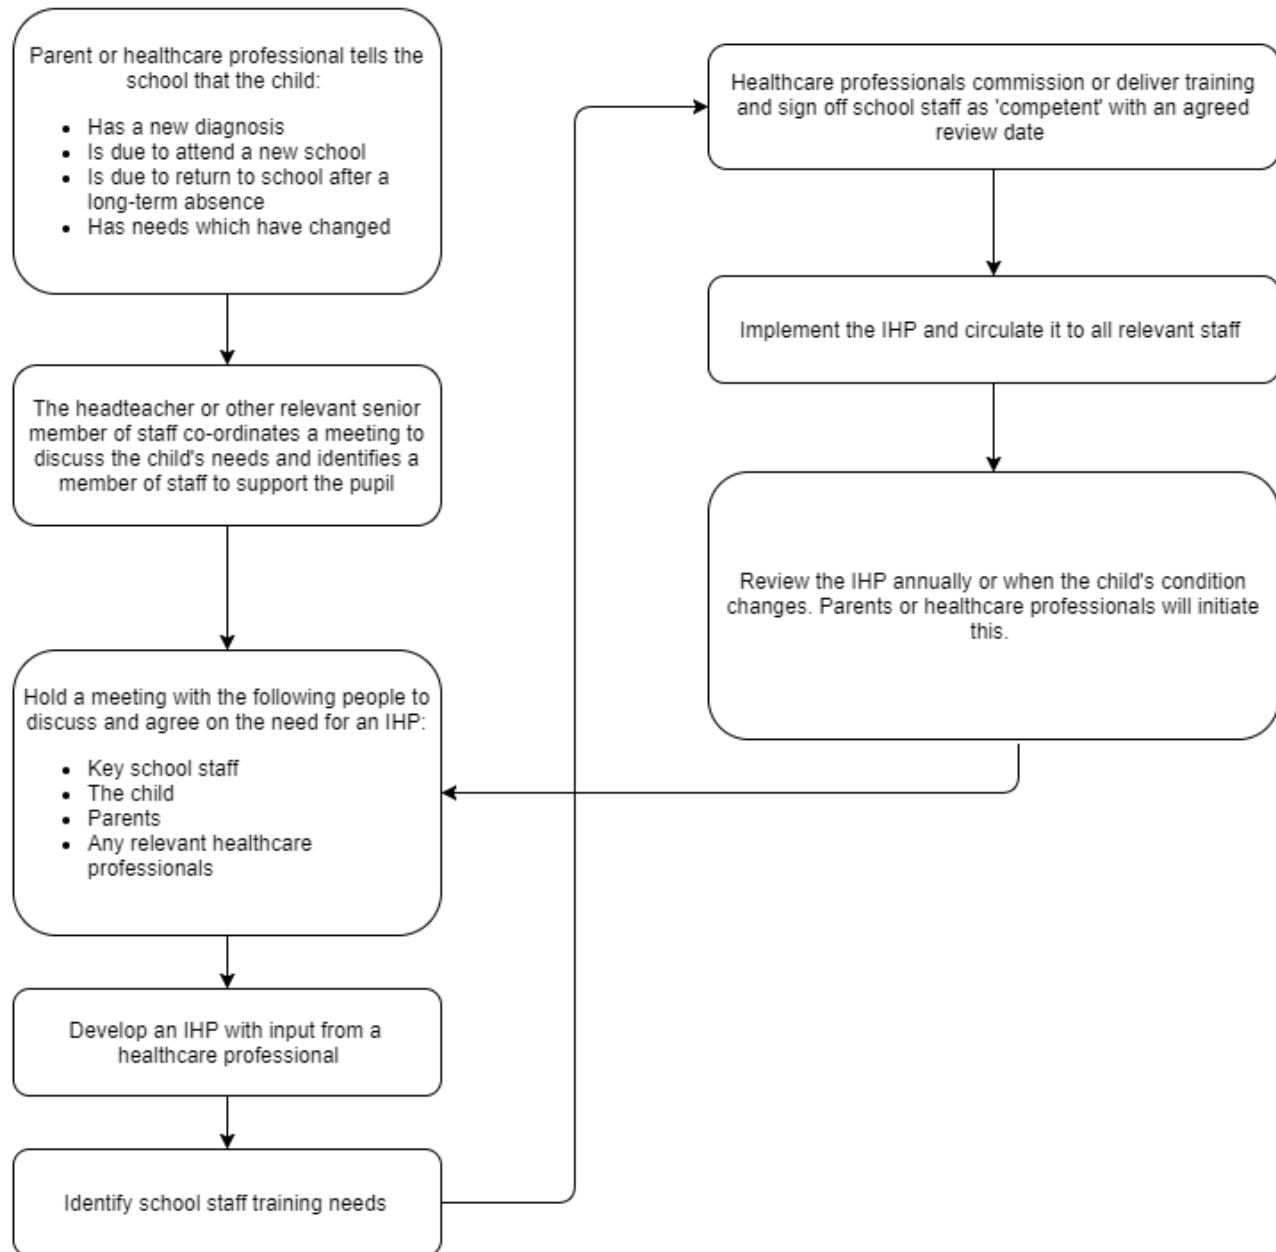 Parent or healthcare professional tells the
school that the child:
• Has a new diagnosis
• Is due to attend a new school
• Is due to return to school after a
long-term absence
• Has needs which have changed
The headteacher or other relevant senior
member of staff co-ordinates a meeting to
discuss the child's needs and identifies a
member of staff to support the pupil
Hold a meeting with the following people to
discuss and agree on the need for an IHP:
• Key school staff
• The child
• Parents
• Any relevant healthcare
professionals
Develop an IHP with input from a
healthcare professional
Identify school staff training needs
Healthcare professionals commission or deliver training
and sign off school staff as 'competent' with an agreed
review date
Implement the IHP and circulate it to all relevant staff
Review the IHP annually or when the child's condition
changes. Parents or healthcare professionals will initiate
this.